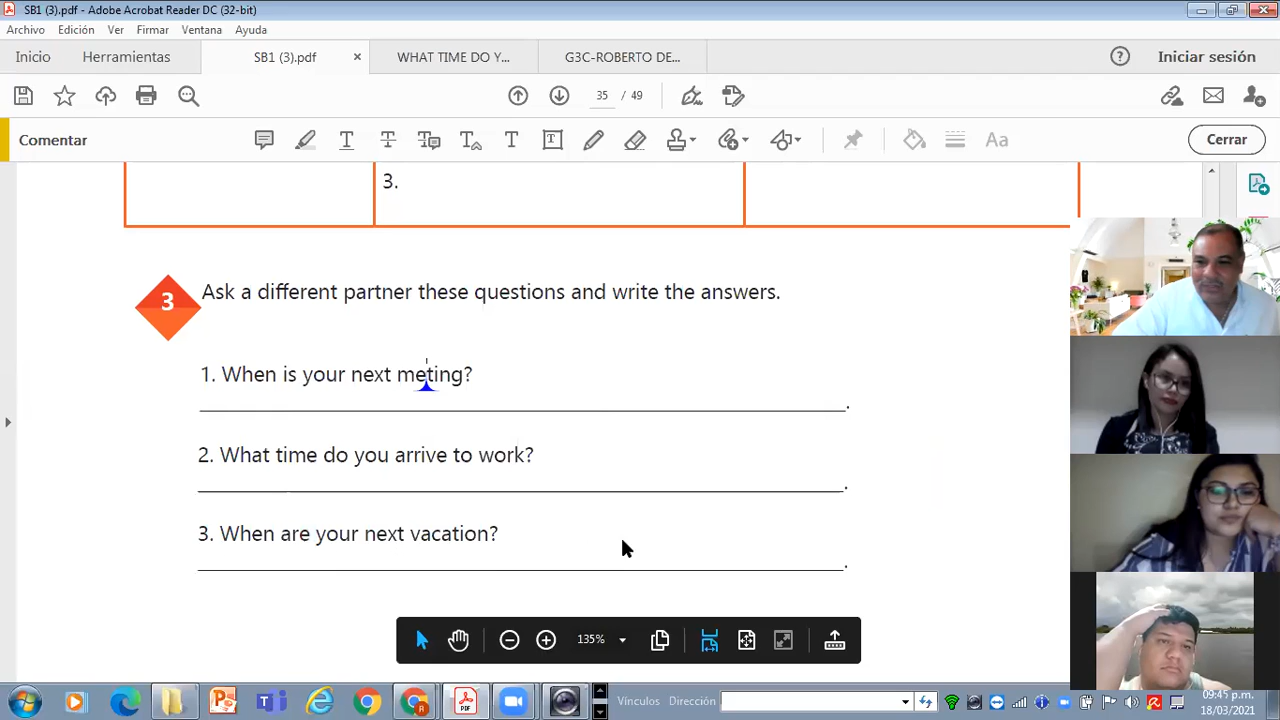 SB1 (3).pdf - Adobe Acrobat Reader DC (32-bit)
Archivo Edición Ver Firmar Ventana Ayuda
Inicio Herramientas SB1 (3).pdf × WHAT TIME DO Y... G3C-ROBERTO DE... Iniciar sesión
35 / 49
Comentar Aa Cerrar
3.
3 Ask a different partner these questions and write the answers.
1. When is your next meting?
2. What time do you arrive to work?
3. When are your next vacation?
135%
Vínculos Dirección 09:45 p.m.
18/03/2021